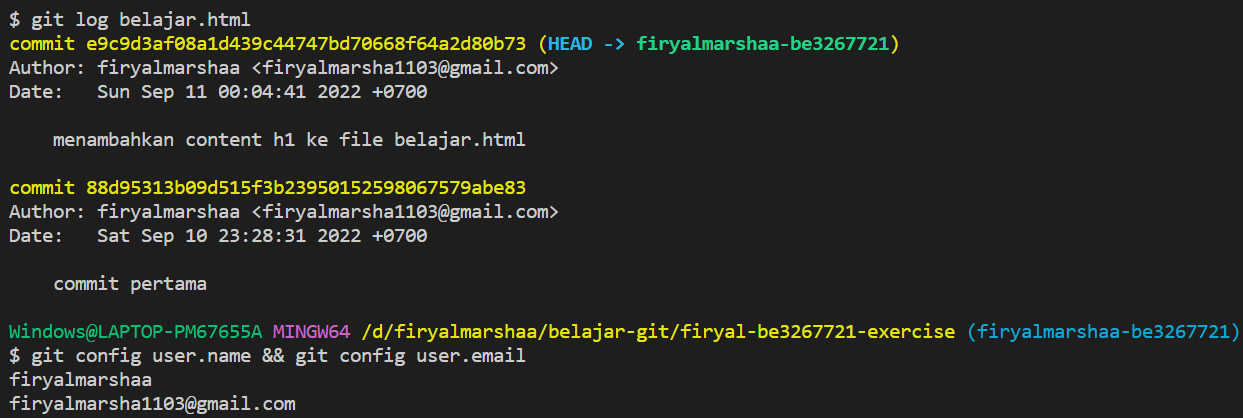 $ git log belajar.html
commit e9c9d3af08a1d439c44747bd70668f64a2d80b73 (HEAD -> firyalmarshaa-be3267721)
Author: firyalmarshaa <firyalmarsha1103@gmail.com>
Date:   Sun Sep 11 00:04:41 2022 +0700
    menambahkan content h1 ke file belajar.html
commit 88d95313b09d515f3b23950152598067579abe83
Author: firyalmarshaa <firyalmarsha1103@gmail.com>
Date:   Sat Sep 10 23:28:31 2022 +0700
    commit pertama
Windows@LAPTOP-PM67655A MINGW64 /d/firyalmarshaa/belajar-git/firyal-be3267721-exercise (firyalmarshaa-be3267721)
$ git config user.name && git config user.email
firyalmarshaa
firyalmarsha1103@gmail.com